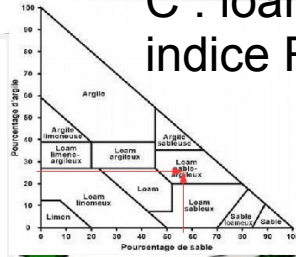 C : loam
indice F
100
90
80
70
60
50
40
30
20
10
0
Pourcentage d'argile
Argile
Argile
limoneuse
Argile
sableuse
Loam
limono-
argileux
Loam
argileux
Loam
sablo-
argileux
Loam
limoneux
Loam
Loam
sableux
Limon
Sable
loameux
Sable
0 10 20 30 40 50 60 70 80 90 100
Pourcentage de sable